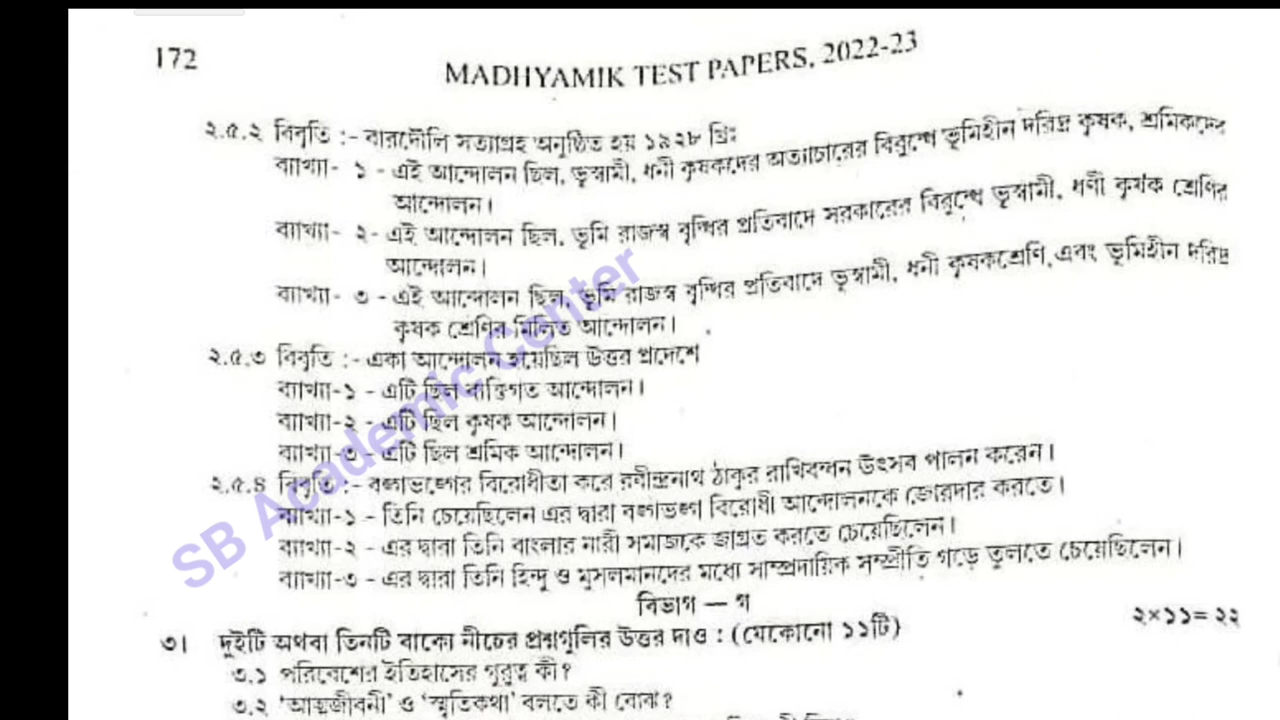 172
MADHYAMIK TEST PAPERS, 2022-23
২.৫.২ বিবৃতি :- বারদৌলি সত্যাগ্রহ অনুষ্ঠিত হয় ১৯২৮ খ্রিঃ
ব্যাখ্যা- ১ - এই আন্দোলন ছিল, ভূস্বামী, ধনী কৃষকদের অত্যাচারের বিরুদ্ধে ভূমিহীন দরিদ্র কৃষক, শ্রমিকদের
আন্দোলন।
ব্যাখ্যা- ২- এই আন্দোলন ছিল, ভূমি রাজস্ব বৃদ্ধির প্রতিবাদে সরকারের বিরুদ্ধে ভূস্বামী, ধণী কৃষক শ্রেণির
আন্দোলন।
ব্যাখ্যা- ৩ - এই আন্দোলন ছিল, ভূমি রাজস্ব বৃদ্ধির প্রতিবাদে ভূস্বামী, ধনী কৃষকশ্রেণি, এবং ভূমিহীন দরিদ্র
কৃষক শ্রেণির মিলিত আন্দোলন।
২.৫.৩ বিবৃতি :- একা আন্দোলন হয়েছিল উত্তর প্রদেশে
ব্যাখ্যা-১ - এটি ছিল ব্যক্তিগত আন্দোলন।
ব্যাখ্যা-২ - এটি ছিল কৃষক আন্দোলন।
ব্যাখ্যা-৩ - এটি ছিল শ্রমিক আন্দোলন।
২.৫.৪ বিবৃতি :- বঙ্গভঙ্গের বিরোধীতা করে রবীন্দ্রনাথ ঠাকুর রাখিবন্দন উৎসব পালন করেন।
ব্যাখ্যা-১ - তিনি চেয়েছিলেন এর দ্বারা বঙ্গভঙ্গ বিরোধী আন্দোলনকে জোরদার করতে।
ব্যাখ্যা-২ - এর দ্বারা তিনি বাংলার নারী সমাজকে জাগ্রত করতে চেয়েছিলেন।
ব্যাখ্যা-৩ - এর দ্বারা তিনি হিন্দু ও মুসলমানদের মধ্যে সাম্প্রদায়িক সম্প্রীতি গড়ে তুলতে চেয়েছিলেন।
বিভাগ — গ
৩। দুইটি অথবা তিনটি বাক্যে নীচের প্রশ্নগুলির উত্তর দাও : (যেকোনো ১১টি) ২×১১= ২২
৩.১ পরিবেশের ইতিহাসের গুরুত্ব কী?
৩.২ 'আত্মজীবনী' ও 'স্মৃতিকথা' বলতে কী বোঝ?
SB Academic Center